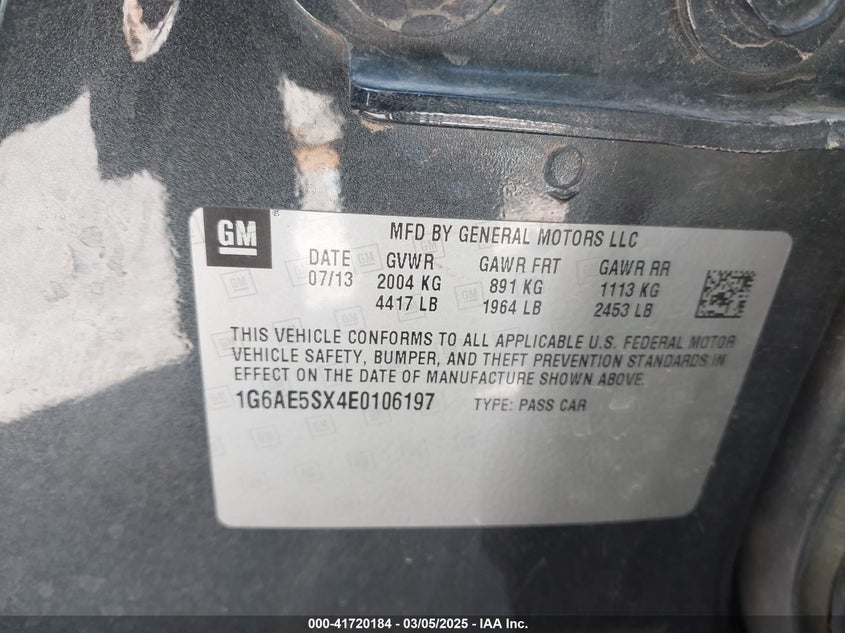 GM
MFD BY GENERAL MOTORS LLC
DATE GVWR GAWR FRT GAWR RR
07/13 2004 KG 891 KG 1113 KG
4417 LB 1964 LB 2453 LB
THIS VEHICLE CONFORMS TO ALL APPLICABLE U.S. FEDERAL MOTOR
VEHICLE SAFETY, BUMPER, AND THEFT PREVENTION STANDARDS IN
EFFECT ON THE DATE OF MANUFACTURE SHOWN ABOVE.
1G6AE5SX4E0106197 TYPE: PASS CAR
000-41720184 — 03/05/2025 — IAA Inc.